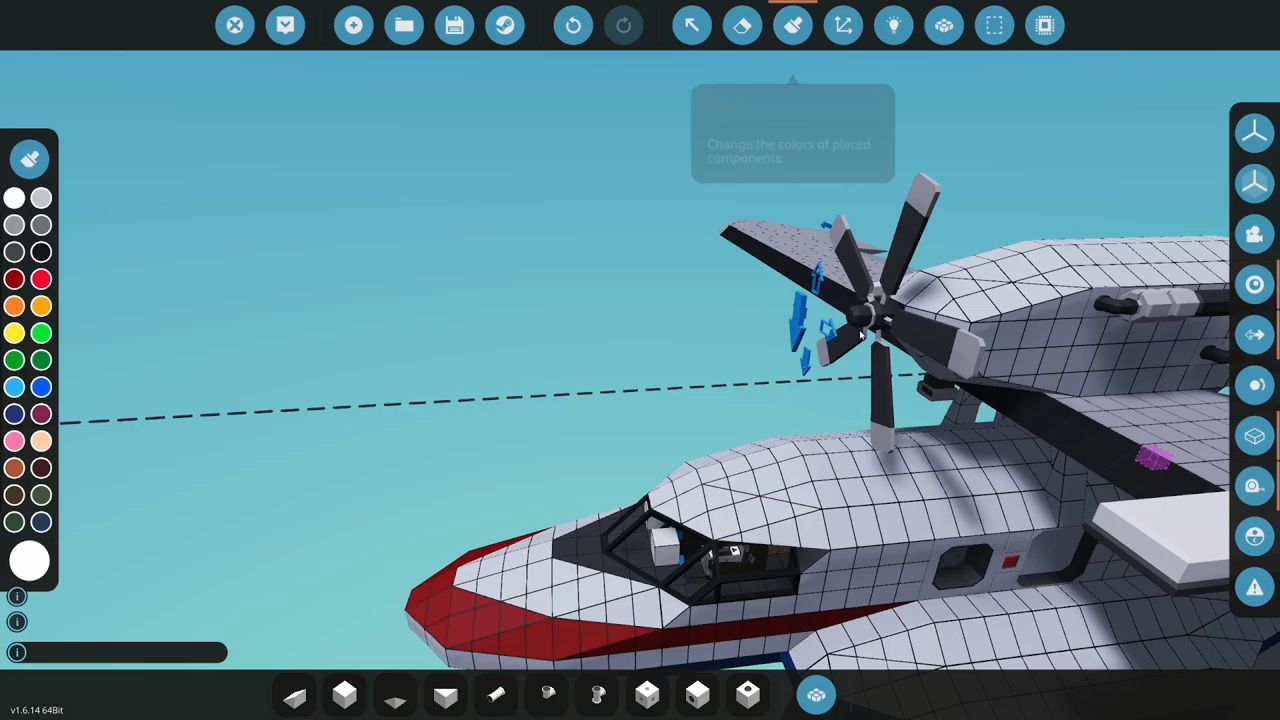 Change the colors of placed
components.
v1.6.14 64Bit